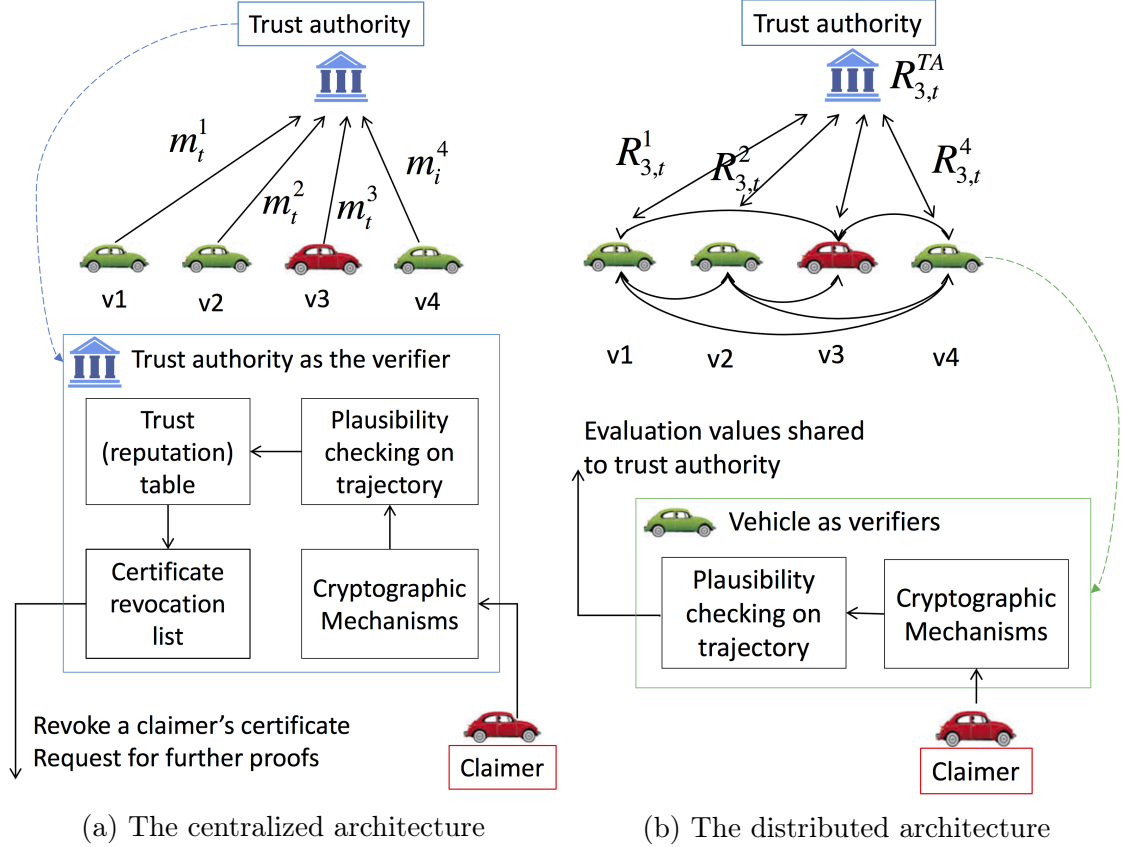 Trust authority
m_t^1
m_t^2
m_t^3
m_i^4
v1
v2
v3
v4
Trust authority as the verifier
Trust
(reputation)
table
Plausibility
checking on
trajectory
Certificate
revocation
list
Cryptographic
Mechanisms
Revoke a claimer’s certificate
Request for further proofs
Claimer
(a) The centralized architecture
Trust authority
R_{3,t}^{TA}
R_{3,t}^1
R_{3,t}^2
R_{3,t}^4
v1
v2
v3
v4
Evaluation values shared
to trust authority
Vehicle as verifiers
Plausibility
checking on
trajectory
Cryptographic
Mechanisms
Claimer
(b) The distributed architecture